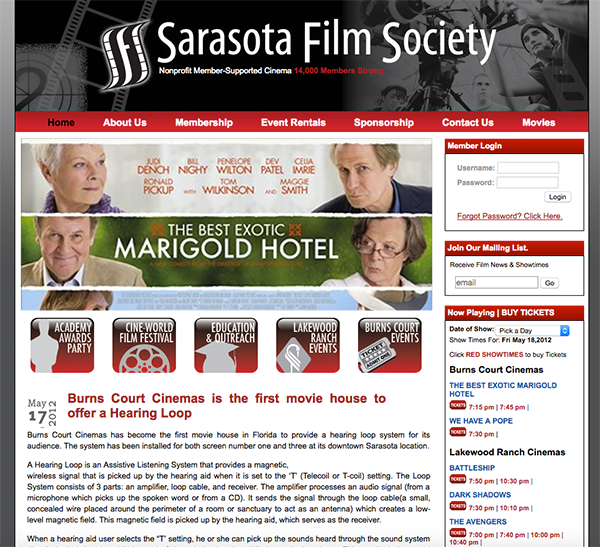 Sarasota Film Society
Nonprofit Member-Supported Cinema 14,000 Members Strong
Home About Us Membership Event Rentals Sponsorship Contact Us Movies
JUDI DENCH BILL NIGHY PENELOPE WILTON DEV PATEL CELIA IMRIE
RONALD PICKUP WITH TOM WILKINSON AND MAGGIE SMITH
THE BEST EXOTIC
MARIGOLD HOTEL
ACADEMY
AWARDS
PARTY
CINE-WORLD
FILM FESTIVAL
EDUCATION
& OUTREACH
LAKEWOOD
RANCH
EVENTS
BURNS COURT
EVENTS
TICKET
ADMIT ONE
May
17
2012
Burns Court Cinemas is the first movie house to
offer a Hearing Loop
Burns Court Cinemas has become the first movie house in Florida to provide a hearing loop system for its
audience. The system has been installed for both screen number one and three at its downtown Sarasota location.
A Hearing Loop is an Assistive Listening System that provides a magnetic,
wireless signal that is picked up by the hearing aid when it is set to the 'T' (Telecoil or T-coil) setting. The Loop
System consists of 3 parts: an amplifier, loop cable, and receiver. The amplifier processes an audio signal (from a
microphone which picks up the spoken word or from a CD). It sends the signal through the loop cable(a small,
concealed wire placed around the perimeter of a room or sanctuary to act as an antenna) which creates a low-
level magnetic field. This magnetic field is picked up by the hearing aid, which serves as the receiver.
When a hearing aid user selects the "T' setting, he or she can pick up the sounds heard through the sound system
Member Login
Username:
Password:
Login
Forgot Password? Click Here.
Join Our Mailing List.
Receive Film News & Showtimes
email Go
Now Playing | BUY TICKETS
Date of Show: Pick a Day
Show Times For: Fri May 18,2012
Click RED SHOWTIMES to buy Tickets
Burns Court Cinemas
THE BEST EXOTIC MARIGOLD
HOTEL
TICKETS 7:15 pm | 7:45 pm |
WE HAVE A POPE
TICKETS 7:30 pm |
Lakewood Ranch Cinemas
BATTLESHIP
TICKETS 7:50 pm | 10:30 pm |
DARK SHADOWS
TICKETS 7:30 pm | 10:10 pm |
THE AVENGERS
TICKETS 7:00 pm | 7:40 pm | 10:00 pm |
10:40 pm |